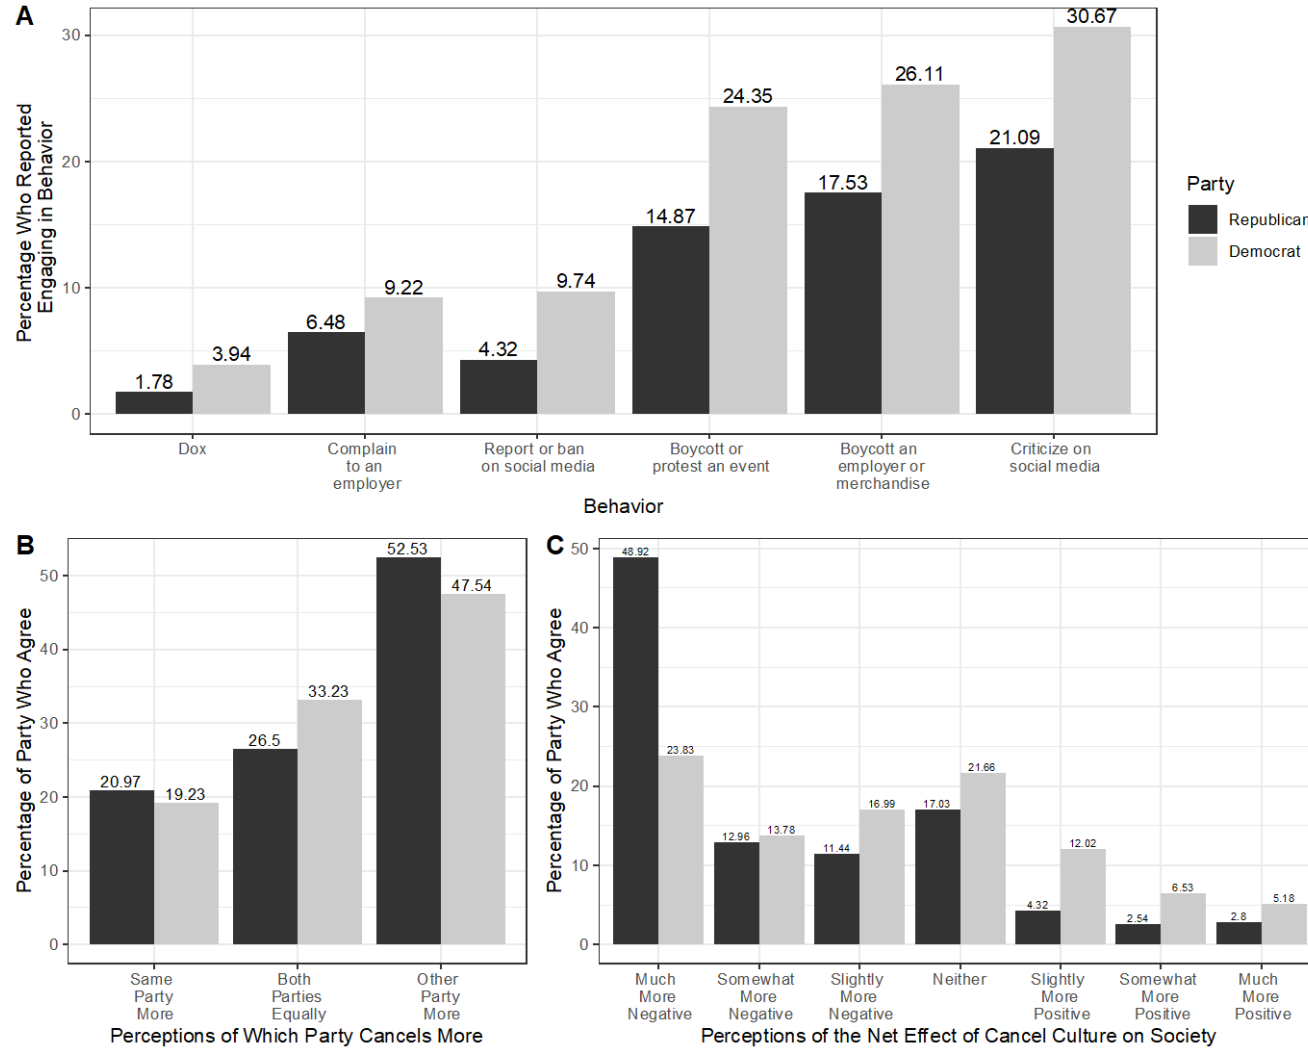 A
Percentage Who Reported
Engaging in Behavior
30
20
10
0
1.78
3.94
6.48
9.22
4.32
9.74
14.87
24.35
17.53
26.11
21.09
30.67
Dox
Complain
to an
employer
Report or ban
on social media
Boycott or
protest an event
Boycott an
employer or
merchandise
Criticize on
social media
Behavior
Party
Republican
Democrat
B
Percentage of Party Who Agree
50
40
30
20
10
0
20.97
19.23
26.5
33.23
52.53
47.54
Same
Party
More
Both
Parties
Equally
Other
Party
More
Perceptions of Which Party Cancels More
C
Percentage of Party Who Agree
50
40
30
20
10
0
48.92
23.83
12.96
13.78
11.44
16.99
17.03
21.66
4.32
12.02
2.54
6.53
2.8
5.18
Much
More
Negative
Somewhat
More
Negative
Slightly
More
Negative
Neither
Slightly
More
Positive
Somewhat
More
Positive
Much
More
Positive
Perceptions of the Net Effect of Cancel Culture on Society